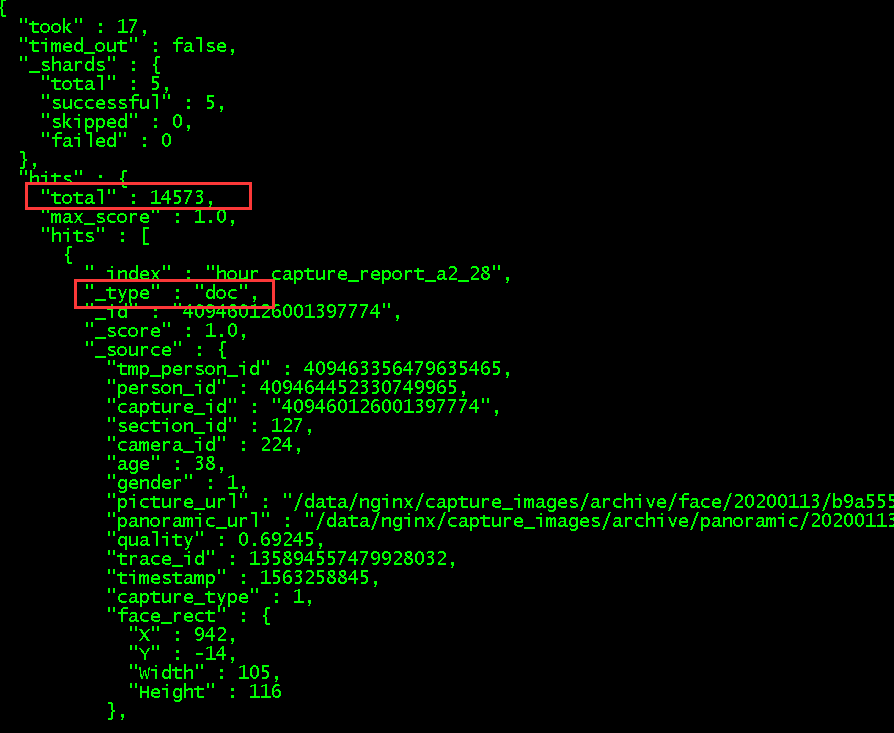 {
"took" : 17,
"timed_out" : false,
"_shards" : {
"total" : 5,
"successful" : 5,
"skipped" : 0,
"failed" : 0
},
"hits" : {
"total" : 14573,
"max_score" : 1.0,
"hits" : [
{
"_index" : "hour_capture_report_a2_28",
"_type" : "doc",
"_id" : "409460126001397774",
"_score" : 1.0,
"_source" : {
"tmp_person_id" : 409463356479635465,
"person_id" : 409464452330749965,
"capture_id" : "409460126001397774",
"section_id" : 127,
"camera_id" : 224,
"age" : 38,
"gender" : 1,
"picture_url" : "/data/nginx/capture_images/archive/face/20200113/b9a555
"panoramic_url" : "/data/nginx/capture_images/archive/panoramic/20200113
"quality" : 0.69245,
"trace_id" : 135894557479928032,
"timestamp" : 1563258845,
"capture_type" : 1,
"face_rect" : {
"X" : 942,
"Y" : -14,
"Width" : 105,
"Height" : 116
},